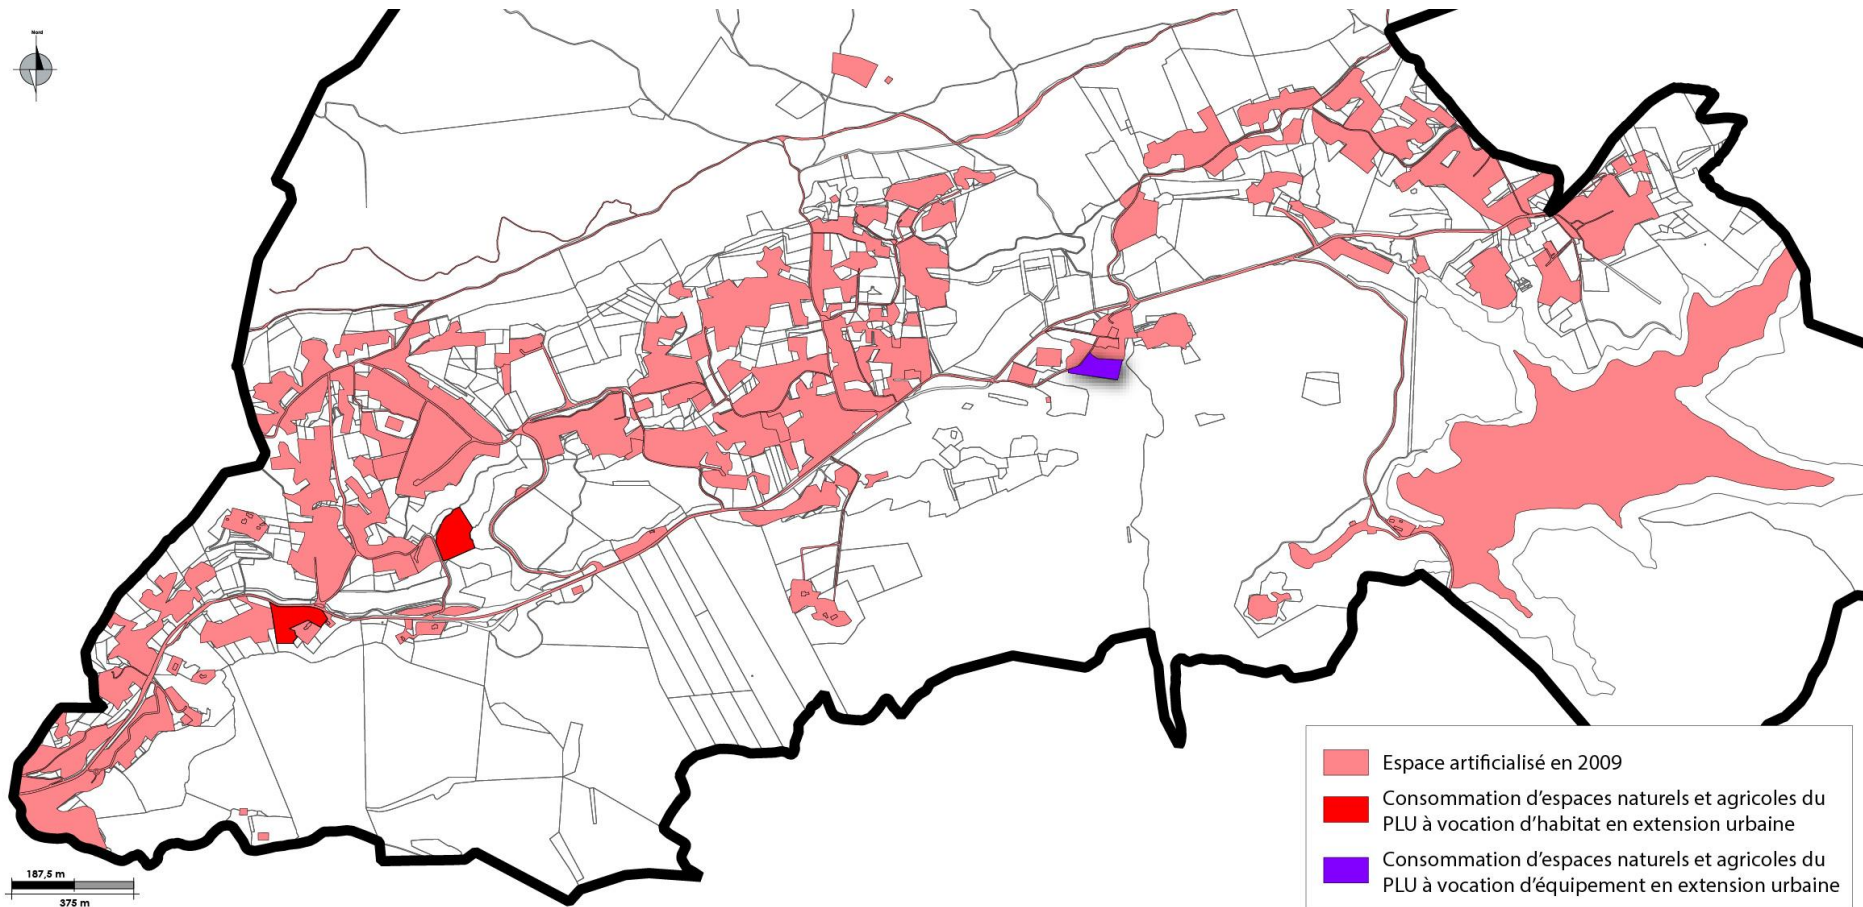 Nord
Espace artificialisé en 2009
Consommation d'espaces naturels et agricoles du
PLU à vocation d'habitat en extension urbaine
Consommation d'espaces naturels et agricoles du
PLU à vocation d'équipement en extension urbaine
187,5 m
375 m